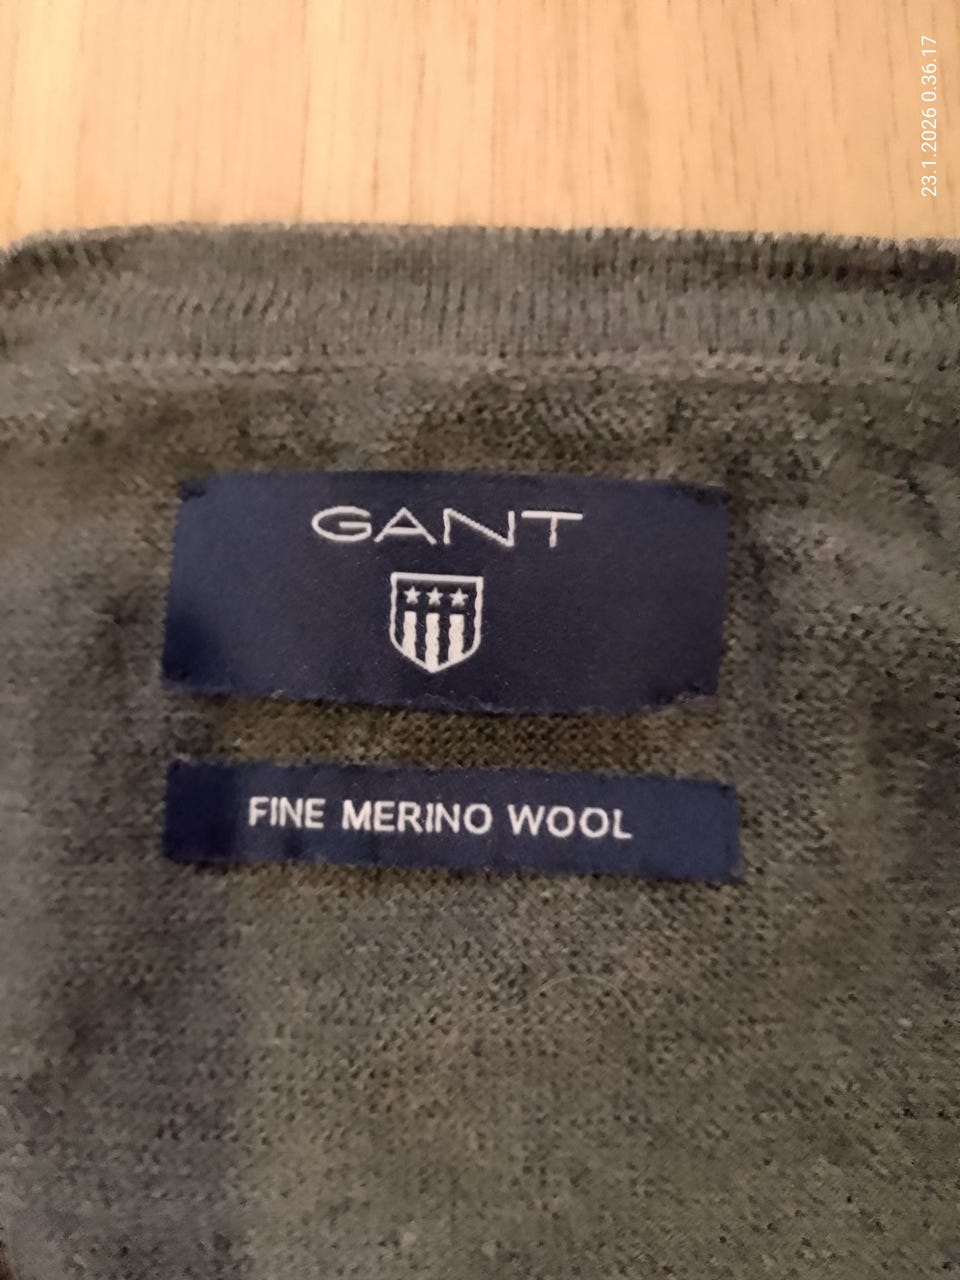 23.1.2026 0.36.17
GANT
FINE MERINO WOOL